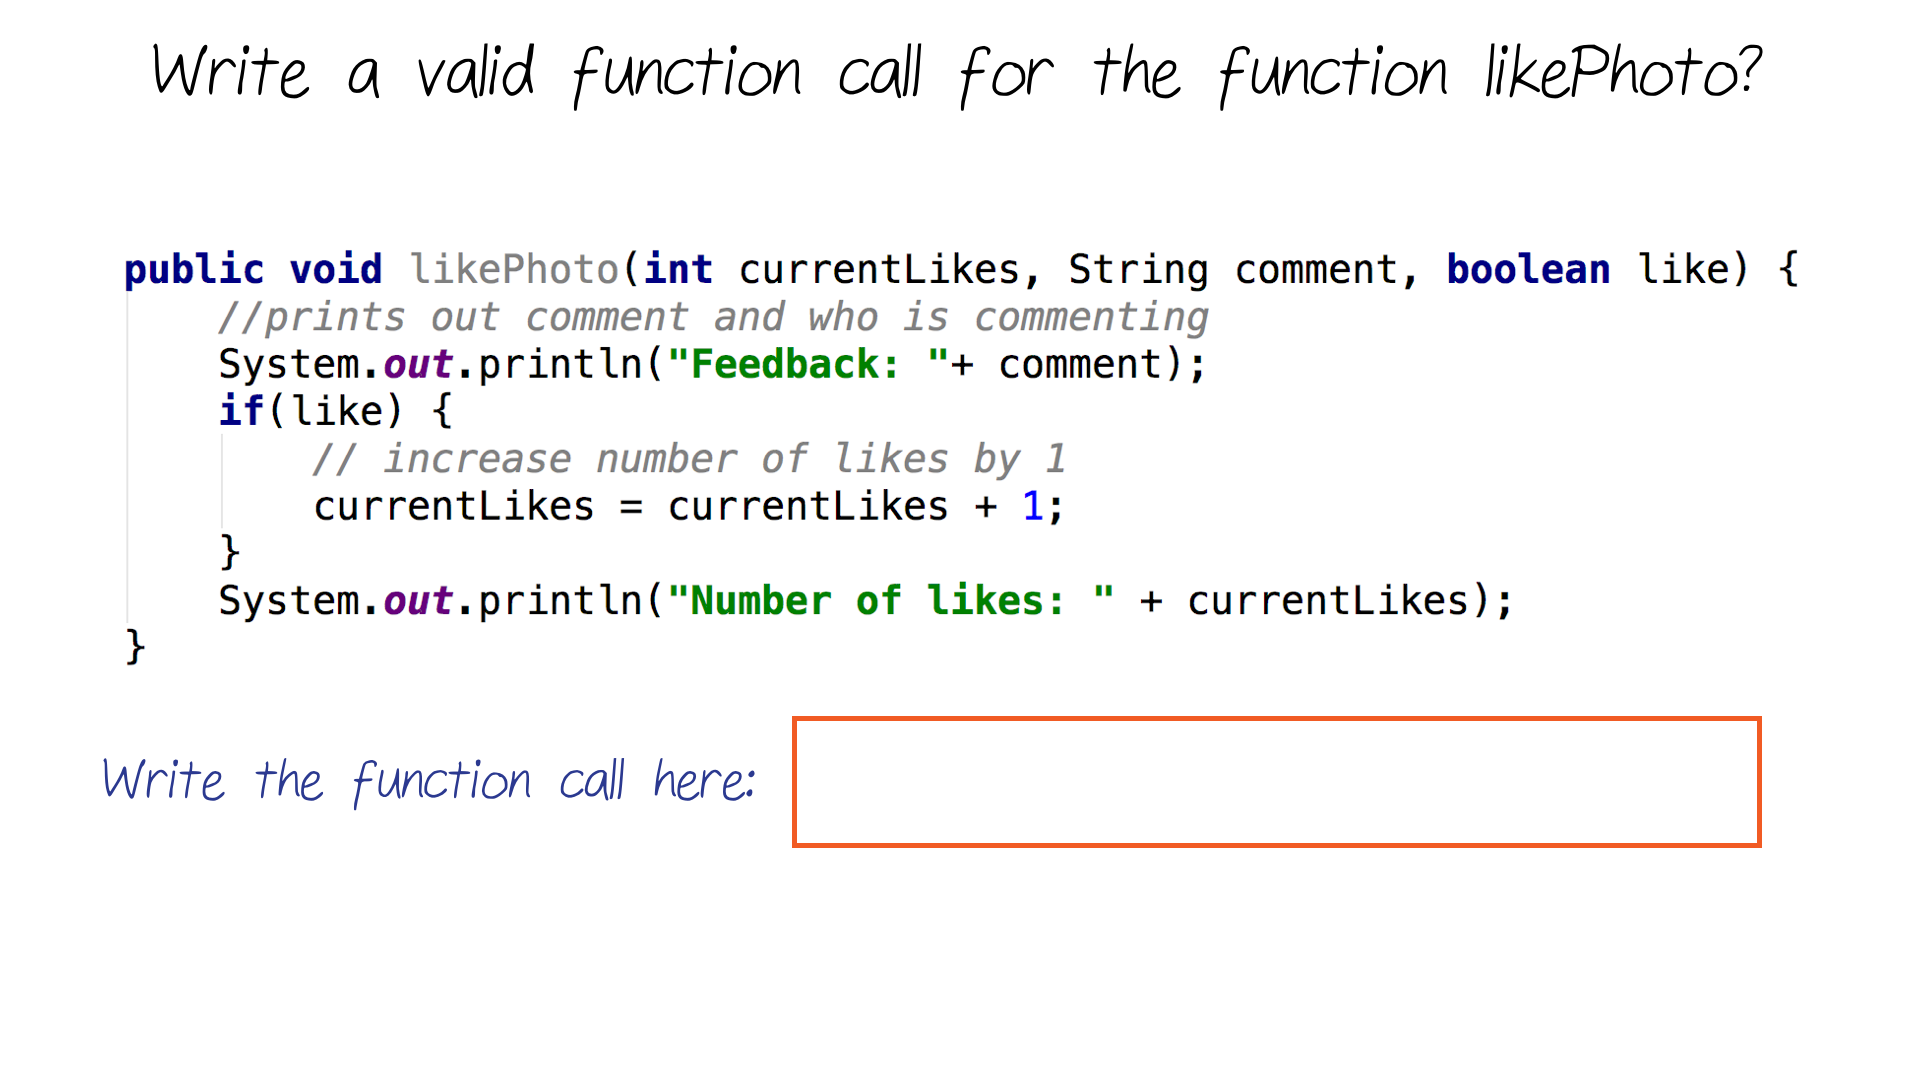 Write a valid function call for the function likePhoto?
public void likePhoto(int currentLikes, String comment, boolean like) {
//prints out comment and who is commenting
System.out.println("Feedback: "+ comment);
if(like) {
// increase number of likes by 1
currentLikes = currentLikes + 1;
}
System.out.println("Number of likes: " + currentLikes);
}
Write the function call here: